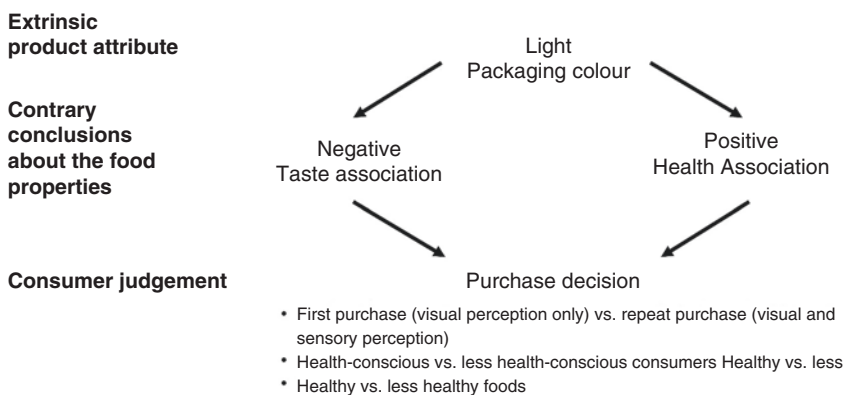 Extrinsic
product attribute
Light
Packaging colour
Contrary
conclusions
about the food
properties
Negative
Taste association
Positive
Health Association
Consumer judgement
Purchase decision
• First purchase (visual perception only) vs. repeat purchase (visual and
sensory perception)
• Health-conscious vs. less health-conscious consumers Healthy vs. less
• Healthy vs. less healthy foods